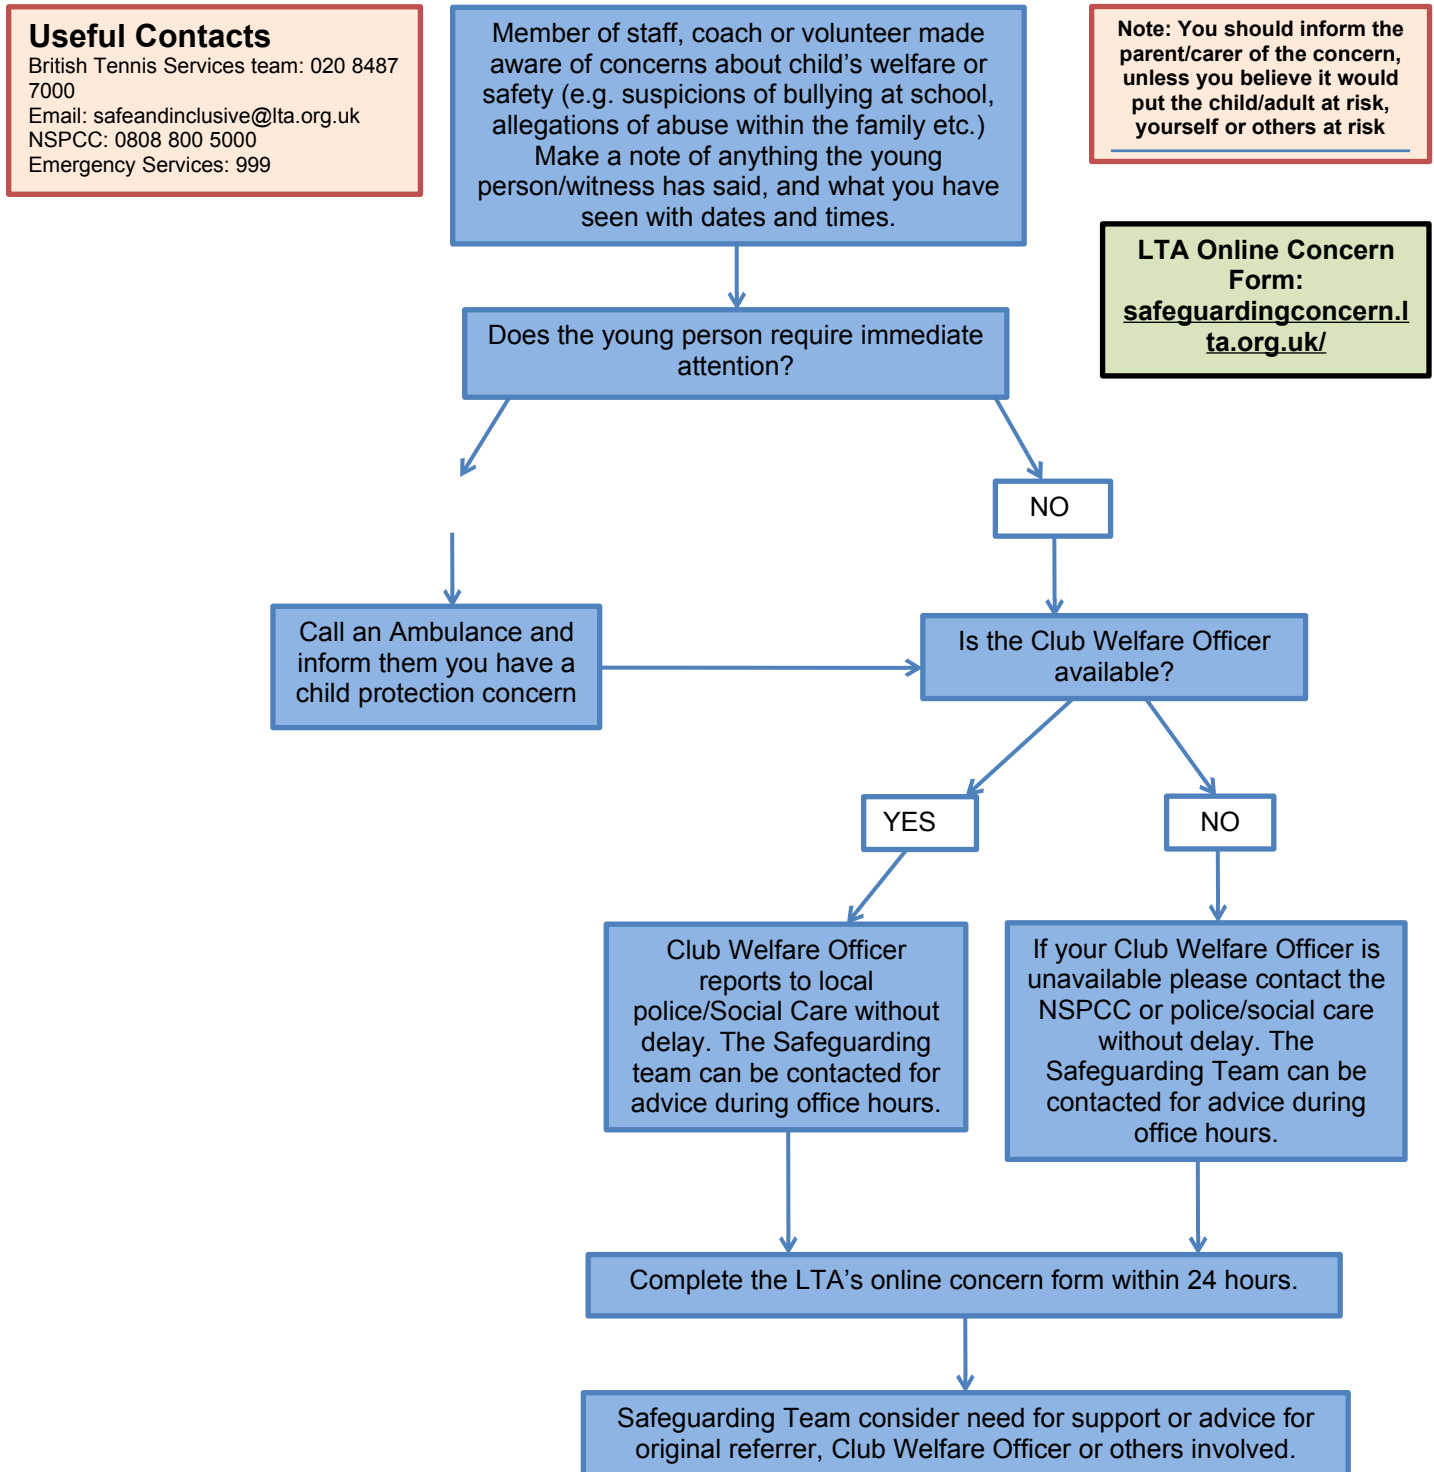 Useful Contacts
British Tennis Services team: 020 8487
7000
Email: safeandinclusive@lta.org.uk
NSPCC: 0808 800 5000
Emergency Services: 999
Member of staff, coach or volunteer made
aware of concerns about child’s welfare or
safety (e.g. suspicions of bullying at school,
allegations of abuse within the family etc.)
Make a note of anything the young
person/witness has said, and what you have
seen with dates and times.
Note: You should inform the
parent/carer of the concern,
unless you believe it would
put the child/adult at risk,
yourself or others at risk
LTA Online Concern
Form:
safeguardingconcern.l
ta.org.uk/
Does the young person require immediate
attention?
NO
Call an Ambulance and
inform them you have a
child protection concern
Is the Club Welfare Officer
available?
YES
NO
Club Welfare Officer
reports to local
police/Social Care without
delay. The Safeguarding
team can be contacted for
advice during office hours.
If your Club Welfare Officer is
unavailable please contact the
NSPCC or police/social care
without delay. The
Safeguarding Team can be
contacted for advice during
office hours.
Complete the LTA’s online concern form within 24 hours.
Safeguarding Team consider need for support or advice for
original referrer, Club Welfare Officer or others involved.